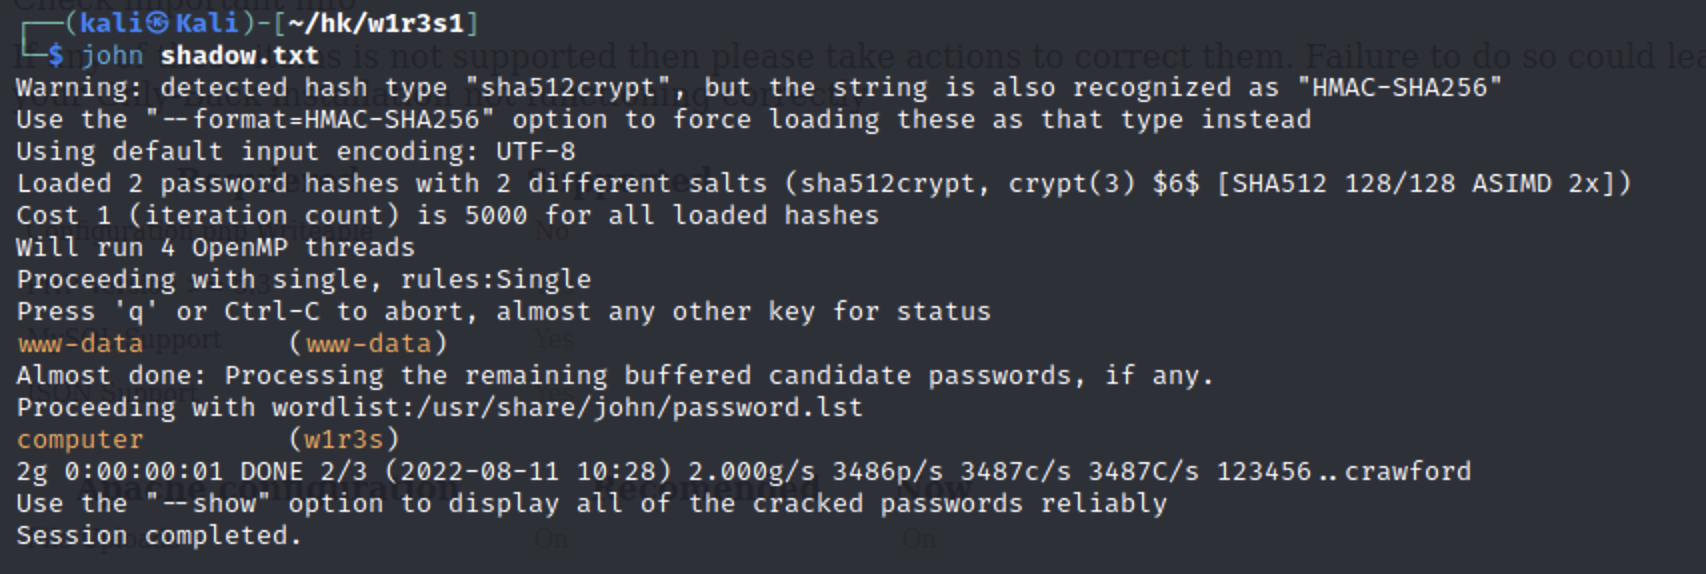 ┌──(kali㉿Kali)-[~/hk/w1r3s1]
└─$ john shadow.txt
Warning: detected hash type "sha512crypt", but the string is also recognized as "HMAC-SHA256"
Use the "--format=HMAC-SHA256" option to force loading these as that type instead
Using default input encoding: UTF-8
Loaded 2 password hashes with 2 different salts (sha512crypt, crypt(3) $6$ [SHA512 128/128 ASIMD 2x])
Cost 1 (iteration count) is 5000 for all loaded hashes
Will run 4 OpenMP threads
Proceeding with single, rules:Single
Press 'q' or Ctrl-C to abort, almost any other key for status
www-data         (www-data)
Almost done: Processing the remaining buffered candidate passwords, if any.
Proceeding with wordlist:/usr/share/john/password.lst
computer         (w1r3s)
2g 0:00:00:01 DONE 2/3 (2022-08-11 10:28) 2.000g/s 3486p/s 3487c/s 3487C/s 123456..crawford
Use the "--show" option to display all of the cracked passwords reliably
Session completed.